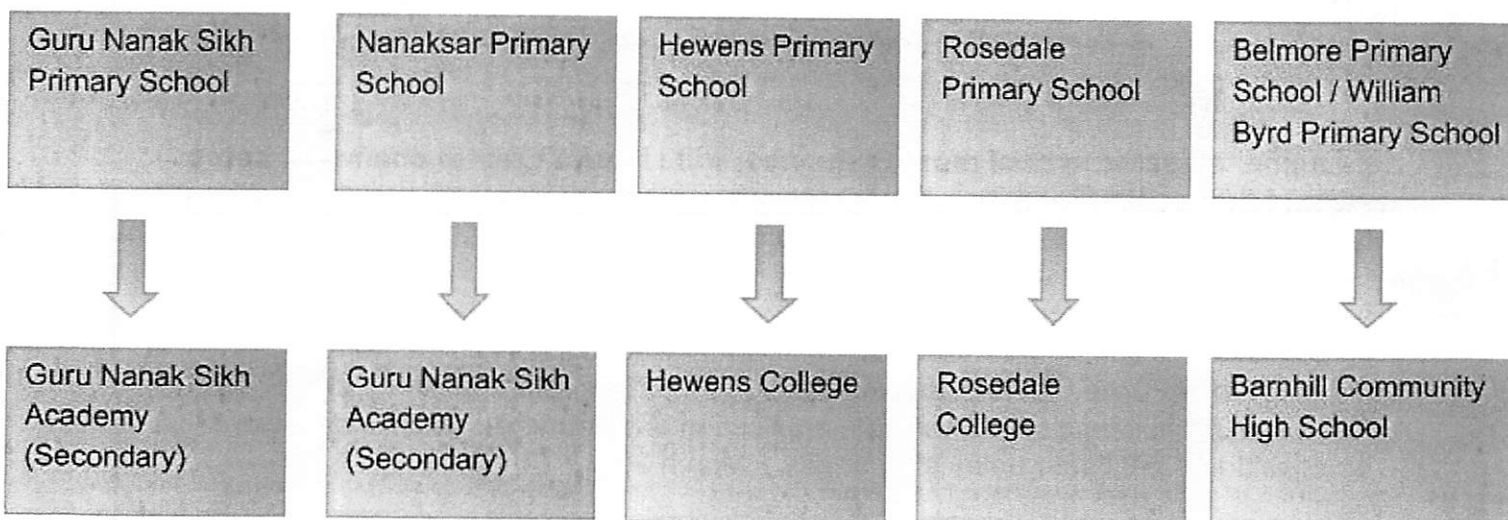 Guru Nanak Sikh
Primary School
Nanaksar Primary
School
Hewens Primary
School
Rosedale
Primary School
Belmore Primary
School / William
Byrd Primary School
Guru Nanak Sikh
Academy
(Secondary)
Guru Nanak Sikh
Academy
(Secondary)
Hewens College
Rosedale
College
Barnhill Community
High School